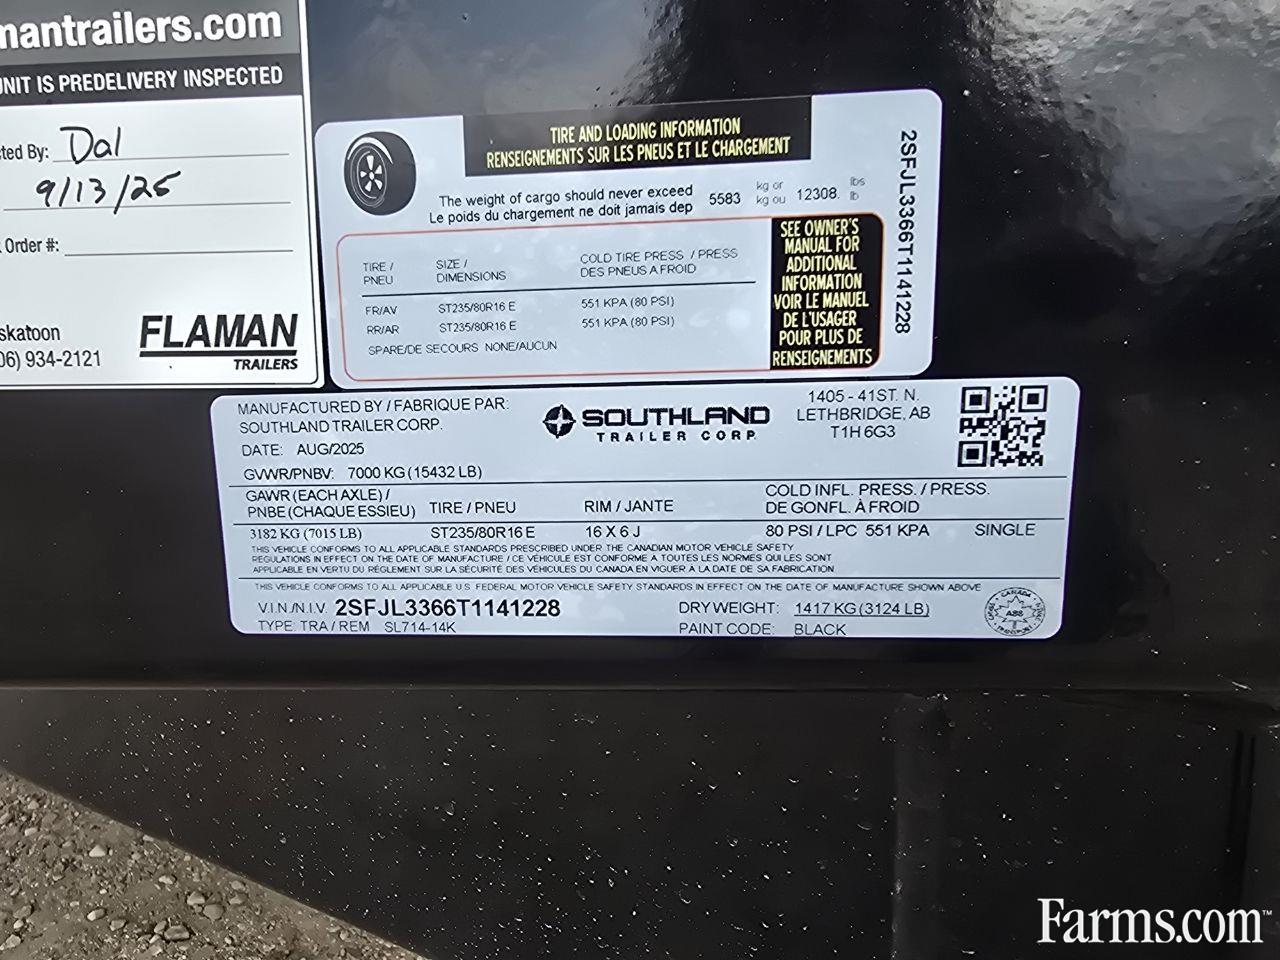 mantrailers.com
UNIT IS PREDELIVERY INSPECTED
cted By: Dal
9/13/25
Order #:
skatoon
06) 934-2121
FLAMAN
TRAILERS
TIRE AND LOADING INFORMATION
RENSEIGNEMENTS SUR LES PNEUS ET LE CHARGEMENT
The weight of cargo should never exceed
Le poids du chargement ne doit jamais dep
5583 kg or 12308. lbs
kg ou lb
TIRE / SIZE / COLD TIRE PRESS / PRESS
PNEU DIMENSIONS DES PNEUS A FROID
FR/AV ST235/80R16 E 551 KPA (80 PSI)
RR/AR ST235/80R16 E 551 KPA (80 PSI)
SPARE/DE SECOURS NONE/AUCUN
SEE OWNER'S
MANUAL FOR
ADDITIONAL
INFORMATION
VOIR LE MANUEL
DE L'USAGER
POUR PLUS DE
RENSEIGNEMENTS
2SFJL3366T1141228
MANUFACTURED BY / FABRIQUE PAR:
SOUTHLAND TRAILER CORP.
DATE: AUG/2025
GVWR/PNBV: 7000 KG (15432 LB)
SOUTHLAND
TRAILER CORP.
1405 - 41ST. N.
LETHBRIDGE, AB
T1H 6G3
GAWR (EACH AXLE) / TIRE / PNEU RIM / JANTE COLD INFL. PRESS. / PRESS.
PNBE (CHAQUE ESSIEU) DE GONFL. À FROID
3182 KG (7015 LB) ST235/80R16 E 16 X 6 J 80 PSI / LPC 551 KPA SINGLE
THIS VEHICLE CONFORMS TO ALL APPLICABLE STANDARDS PRESCRIBED UNDER THE CANADIAN MOTOR VEHICLE SAFETY
REGULATIONS IN EFFECT ON THE DATE OF MANUFACTURE / CE VÉHICULE EST CONFORME A TOUTES LES NORMES QUI LES SONT
APPLICABLE EN VERTU DU RÉGLEMENT SUR LA SÉCURITÉ DES VÉHICULES DU CANADA EN VIGUER À LA DATE DE SA FABRICATION
THIS VEHICLE CONFORMS TO ALL APPLICABLE U.S. FEDERAL MOTOR VEHICLE SAFETY STANDARDS IN EFFECT ON THE DATE OF MANUFACTURE SHOWN ABOVE
V.I.N./N.I.V. 2SFJL3366T1141228 DRY WEIGHT: 1417 KG (3124 LB)
TYPE: TRA / REM SL714-14K PAINT CODE: BLACK
CANADA
A88
TRANSPORT
Farms.com™